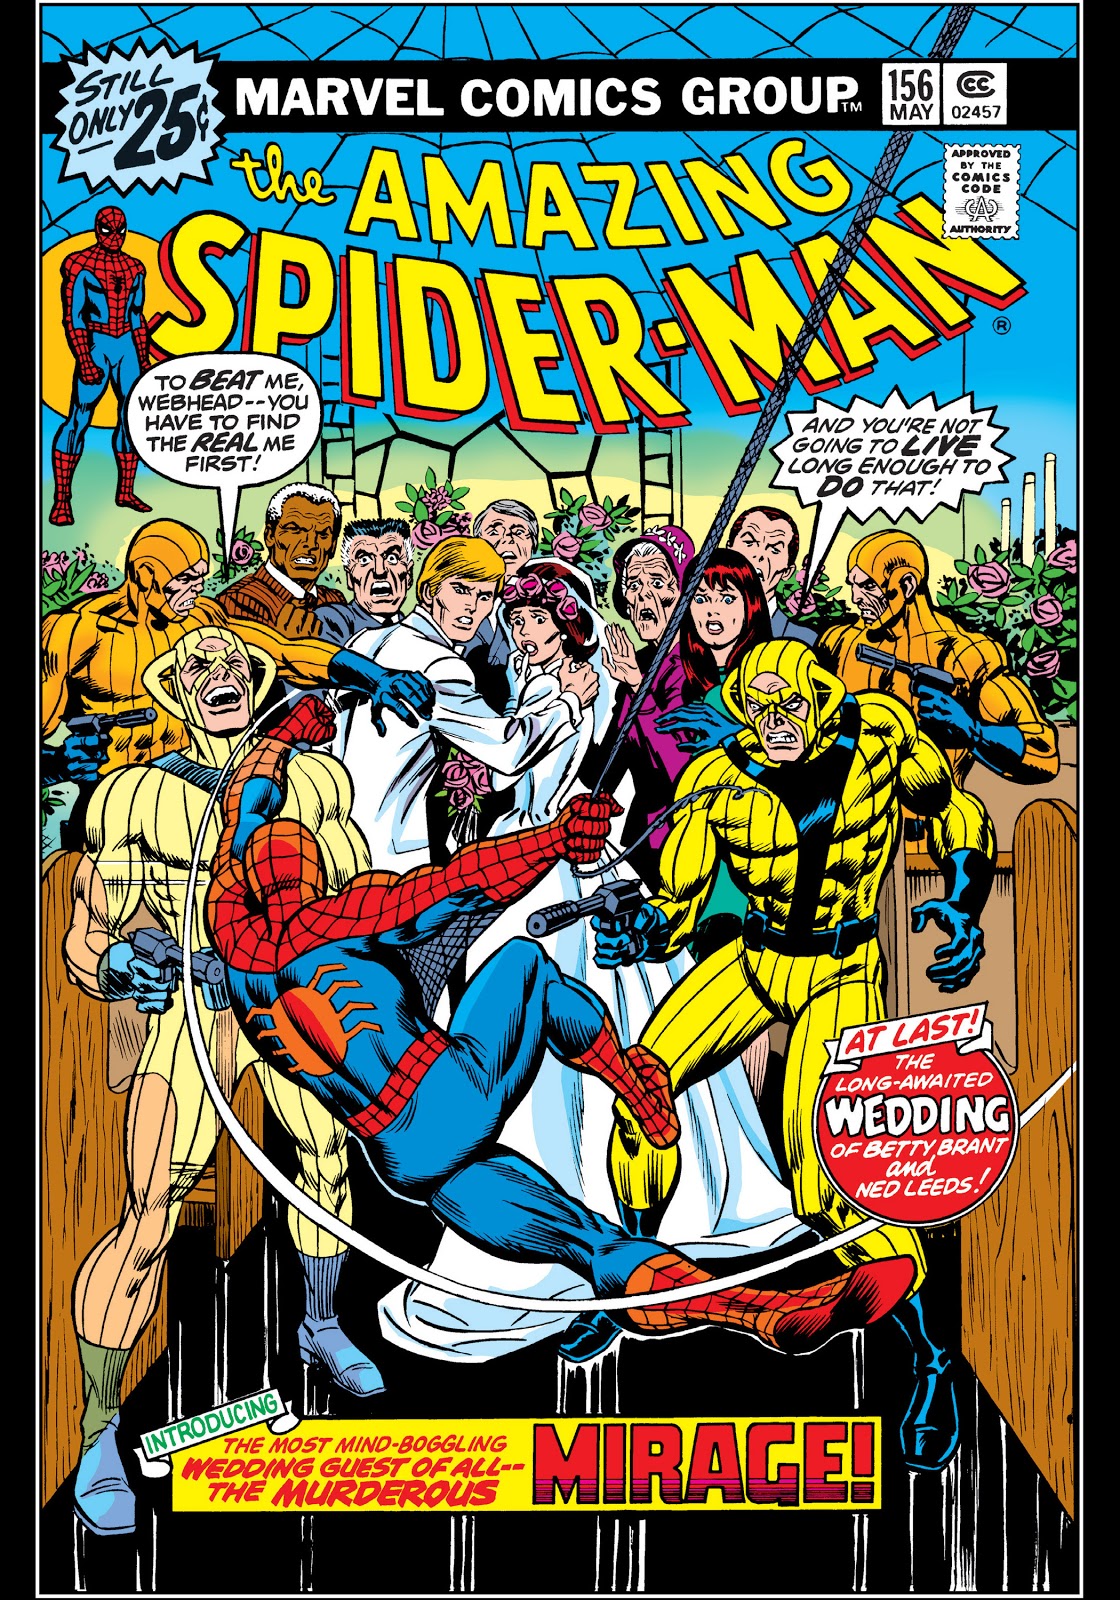 STILL
ONLY 25¢
MARVEL COMICS GROUP TM
156
MAY
CC
02457
APPROVED
BY THE
COMICS
CODE
CA
AUTHORITY
the AMAZING
SPIDER-MAN ®
TO BEAT ME,
WEBHEAD--YOU
HAVE TO FIND
THE REAL ME
FIRST!
AND YOU'RE NOT
GOING TO LIVE
LONG ENOUGH TO
DO THAT!
AT LAST!
THE
LONG-AWAITED
WEDDING
OF BETTY BRANT
and
NED LEEDS!
INTRODUCING
THE MOST MIND-BOGGLING
WEDDING GUEST OF ALL--
THE MURDEROUS
MIRAGE!